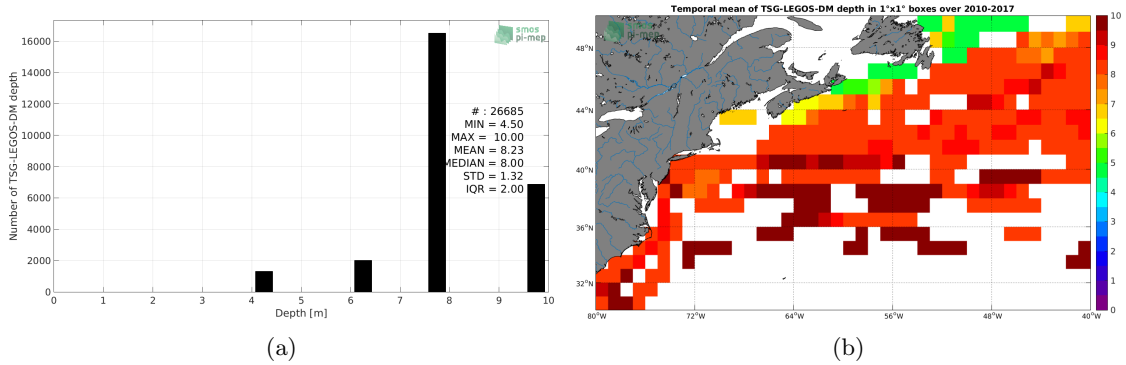 16000
14000
12000
10000
8000
6000
4000
2000
0
Number of TSG-LEGOS-DM depth
smos
pi-mep
# : 26685
MIN = 4.50
MAX = 10.00
MEAN = 8.23
MEDIAN = 8.00
STD = 1.32
IQR = 2.00
0 1 2 3 4 5 6 7 8 9 10
Depth [m]
(a)
Temporal mean of TSG-LEGOS-DM depth in 1°x1° boxes over 2010-2017
smos
pi-mep
48°N
44°N
40°N
36°N
32°N
80°W 72°W 64°W 56°W 48°W 40°W
10
9
8
7
6
5
4
3
2
1
0
(b)